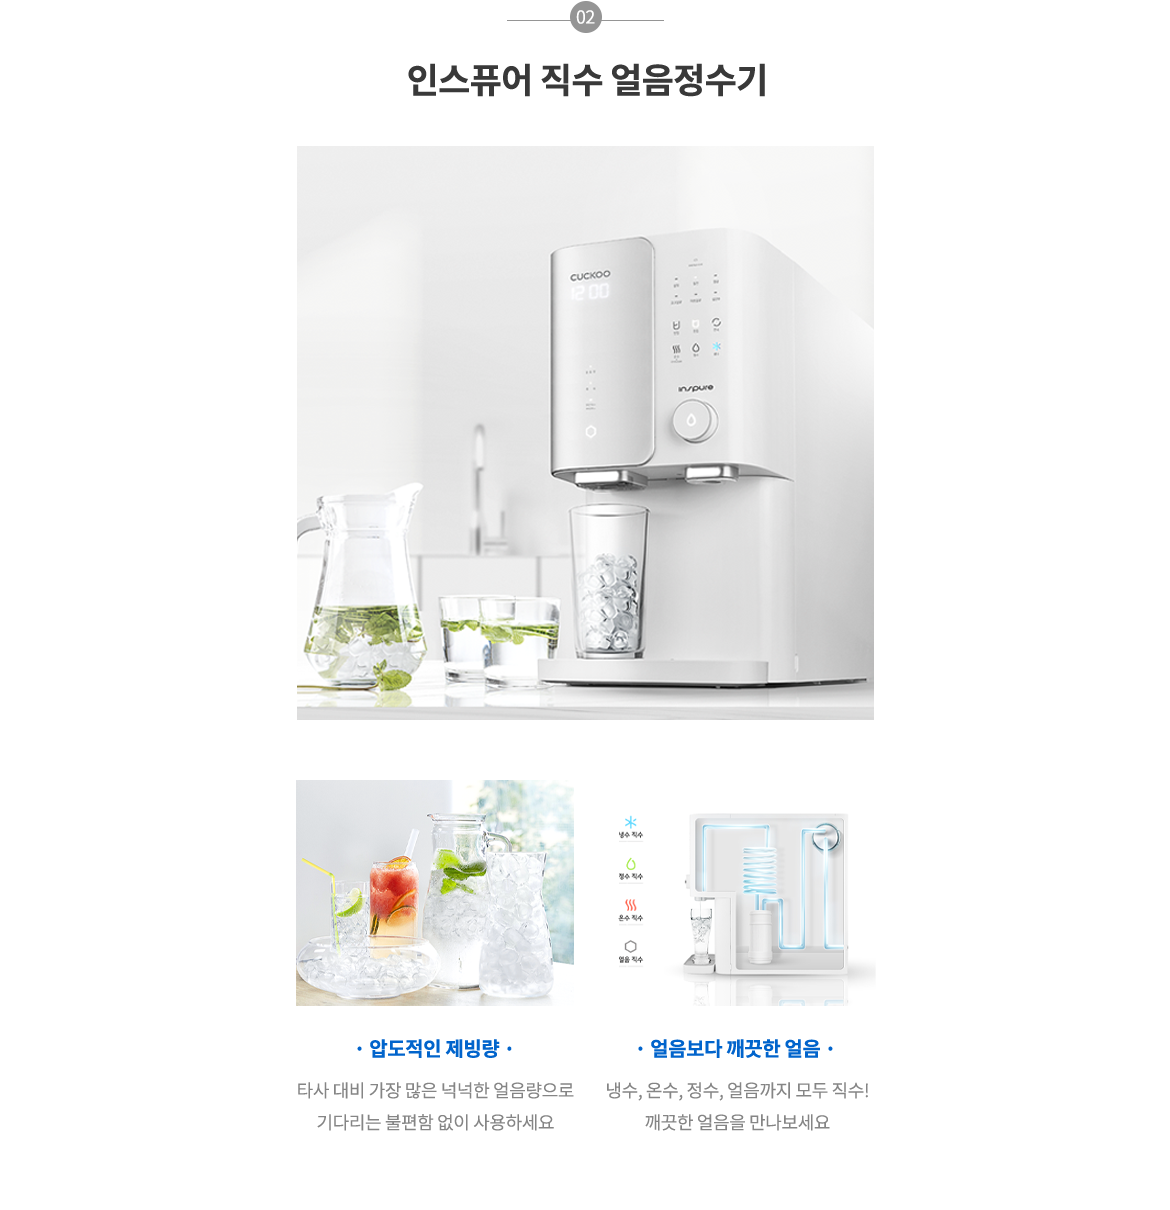 02
인스퓨어 직수 얼음정수기
CUCKOO
12:00
inspure
냉수 직수
정수 직수
온수 직수
얼음 직수
· 압도적인 제빙량 ·
타사 대비 가장 많은 넉넉한 얼음량으로
기다리는 불편함 없이 사용하세요
· 얼음보다 깨끗한 얼음 ·
냉수, 온수, 정수, 얼음까지 모두 직수!
깨끗한 얼음을 만나보세요